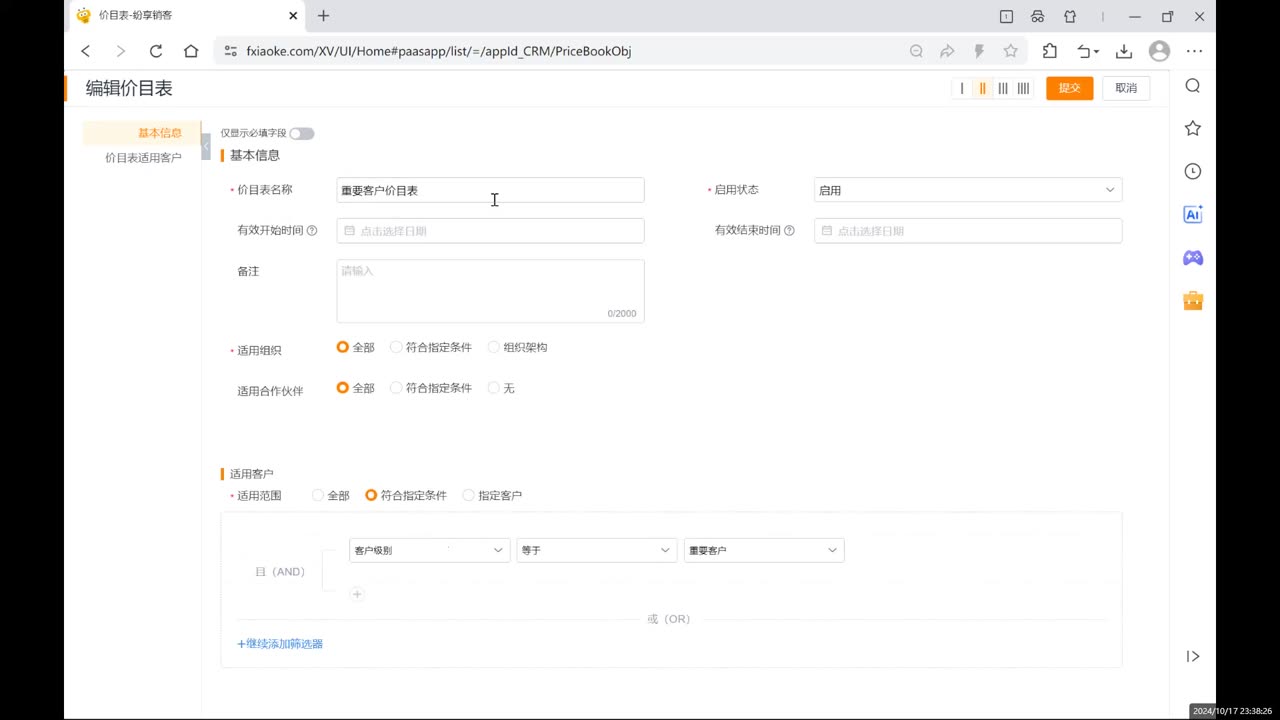 价目表-纷享销客
fxiaoke.com/XV/UI/Home#paasapp/list/=/appId_CRM/PriceBookObj
编辑价目表
提交
取消
基本信息
价目表适用客户
仅显示必填字段
基本信息
* 价目表名称 重要客户价目表
* 启用状态 启用
有效开始时间 点击选择日期
有效结束时间 点击选择日期
备注 请输入
0/2000
* 适用组织 全部 符合指定条件 组织架构
适用合作伙伴 全部 符合指定条件 无
适用客户
* 适用范围 全部 符合指定条件 指定客户
客户级别 等于 重要客户
且（AND）
或（OR）
+继续添加筛选器
AI
2024/10/17 23:38:26